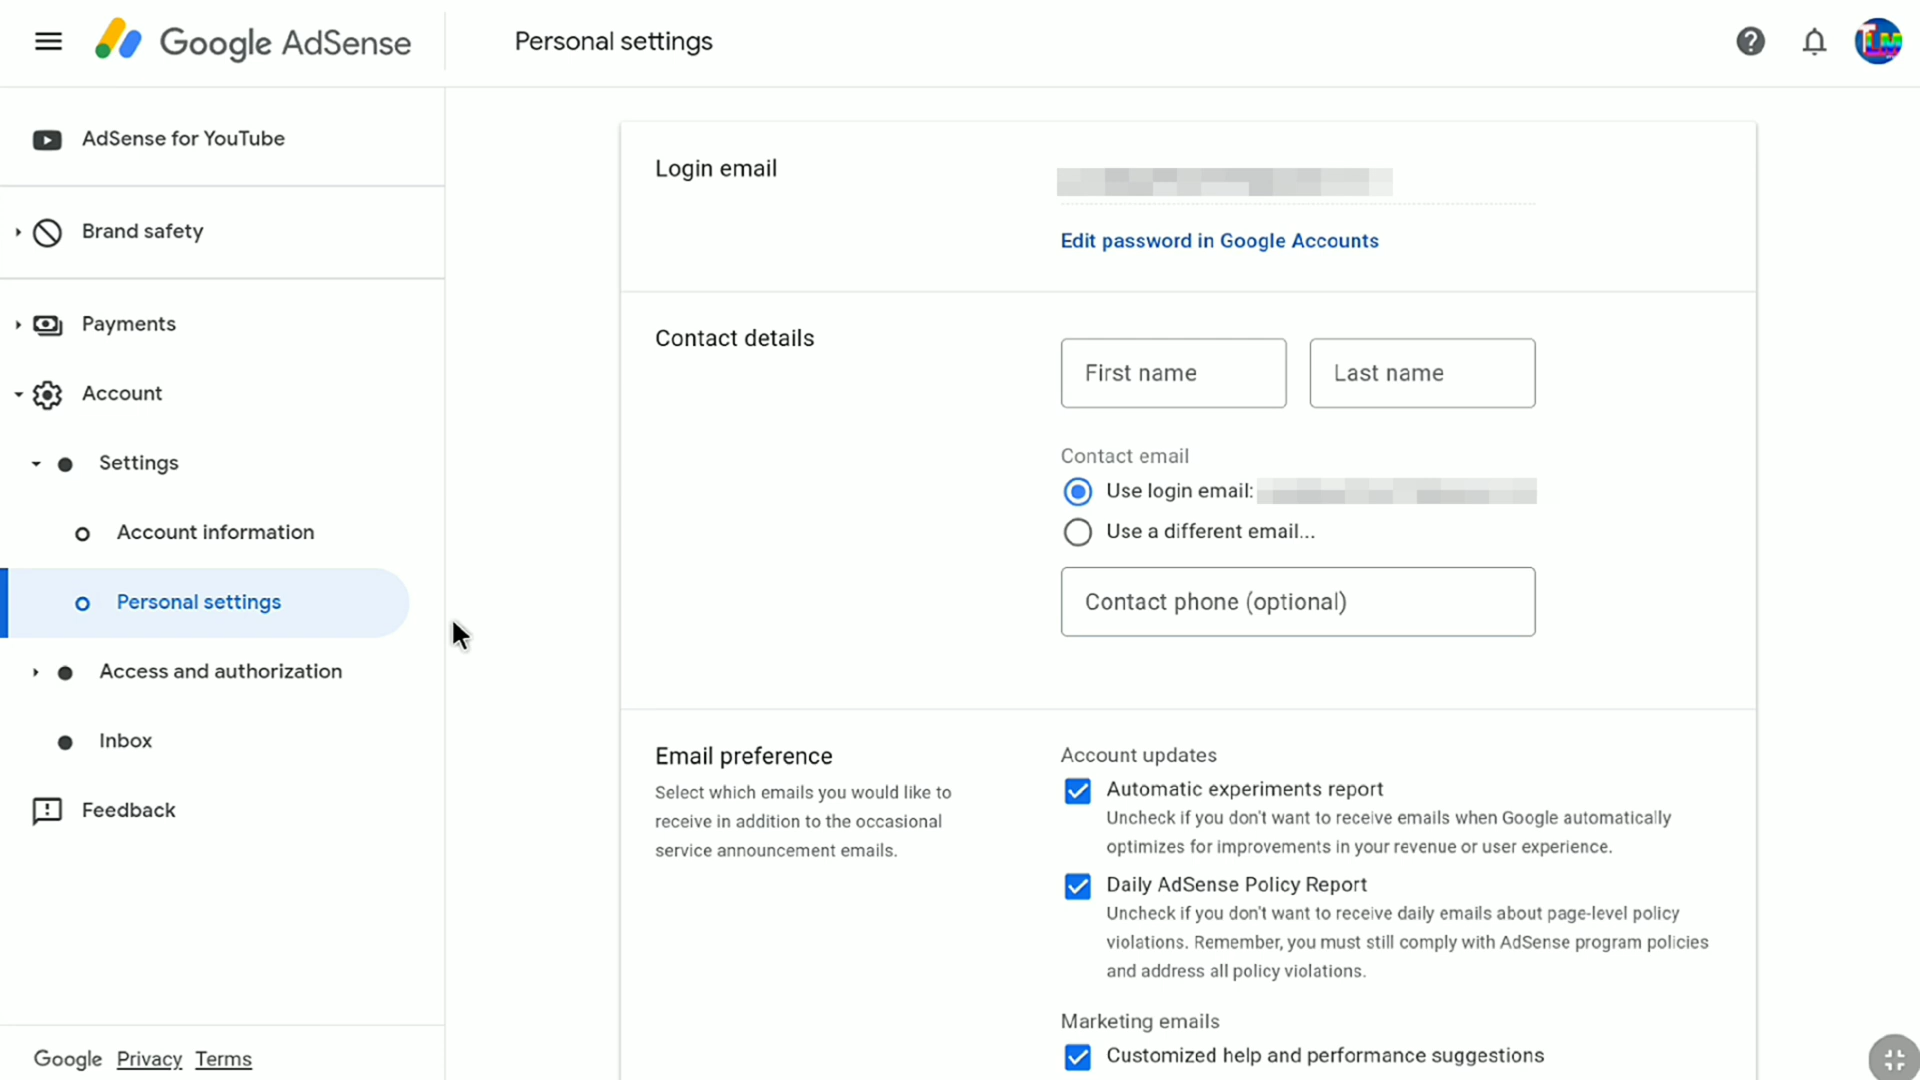 Google AdSense
Personal settings
AdSense for YouTube
Brand safety
Payments
Account
Settings
Account information
Personal settings
Access and authorization
Inbox
Feedback
Google Privacy Terms
Login email
Edit password in Google Accounts
Contact details
First name
Last name
Contact email
Use login email:
Use a different email...
Contact phone (optional)
Email preference
Select which emails you would like to
receive in addition to the occasional
service announcement emails.
Account updates
Automatic experiments report
Uncheck if you don't want to receive emails when Google automatically
optimizes for improvements in your revenue or user experience.
Daily AdSense Policy Report
Uncheck if you don't want to receive daily emails about page-level policy
violations. Remember, you must still comply with AdSense program policies
and address all policy violations.
Marketing emails
Customized help and performance suggestions